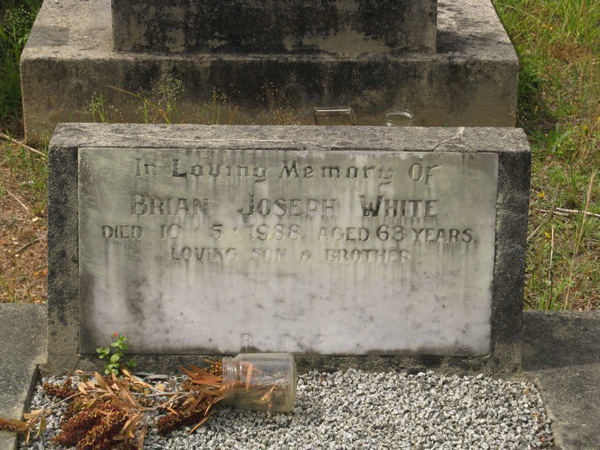 In Loving Memory Of
BRIAN JOSEPH WHITE
DIED 10 · 5 · 1988. AGED 63 YEARS.
LOVING SON & BROTHER